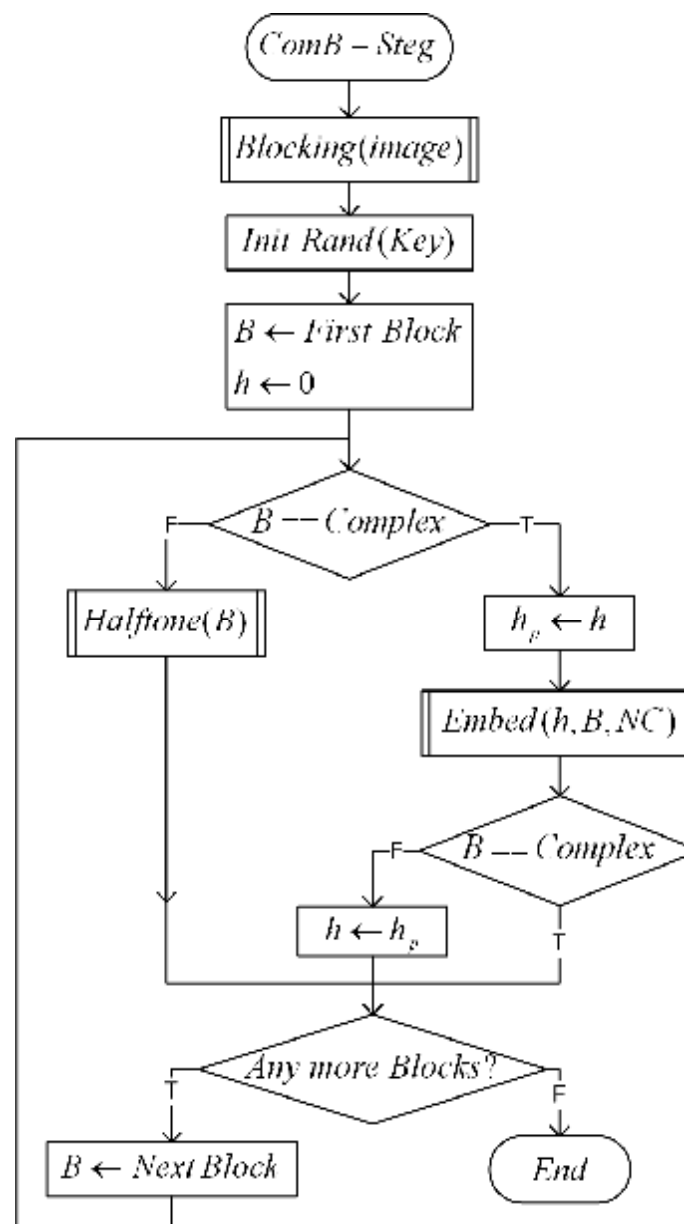 ComB – Steg
Blocking(image)
Init Rand(Key)
B ← First Block
h ← 0
B == Complex
F
T
Halftone(B)
h_p ← h
Embed(h, B, NC)
B == Complex
F
T
h ← h_p
Any more Blocks?
T
F
B ← Next Block
End